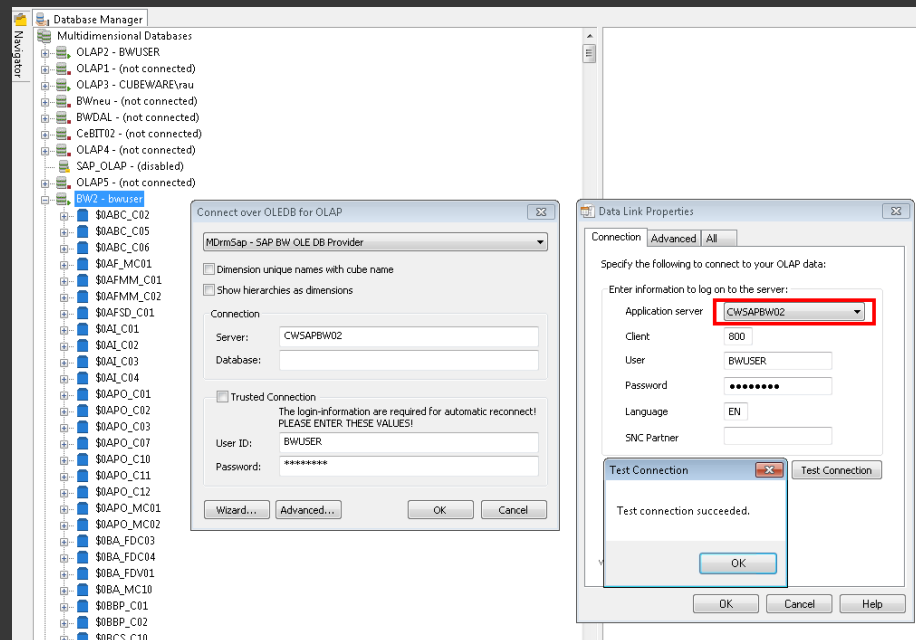 Database Manager
Navigator
Multidimensional Databases
OLAP2 - BWUSER
OLAP1 - (not connected)
OLAP3 - CUBEWARE\rau
BWneu - (not connected)
BWDAL - (not connected)
CeBIT02 - (not connected)
OLAP4 - (not connected)
SAP_OLAP - (disabled)
OLAP5 - (not connected)
BW2 - bwuser
$0ABC_C02
$0ABC_C05
$0ABC_C06
$0AF_MC01
$0AFMM_C01
$0AFMM_C02
$0AFSD_C01
$0AI_C01
$0AI_C02
$0AI_C03
$0AI_C04
$0APO_C01
$0APO_C02
$0APO_C03
$0APO_C07
$0APO_C10
$0APO_C11
$0APO_C12
$0APO_MC01
$0APO_MC02
$0BA_FDC03
$0BA_FDC04
$0BA_FDV01
$0BA_MC10
$0BBP_C01
$0BBP_C02
$0BCS_C10
Connect over OLEDB for OLAP
MDrmSap - SAP BW OLE DB Provider
Dimension unique names with cube name
Show hierarchies as dimensions
Connection
Server: CWSAPBW02
Database:
Trusted Connection
The login-information are required for automatic reconnect!
PLEASE ENTER THESE VALUES!
User ID: BWUSER
Password: ********
Wizard... Advanced... OK Cancel
Data Link Properties
Connection Advanced All
Specify the following to connect to your OLAP data:
Enter information to log on to the server:
Application server CWSAPBW02
Client 800
User BWUSER
Password ●●●●●●●●
Language EN
SNC Partner
Test Connection
Test Connection
Test connection succeeded.
OK
OK Cancel Help